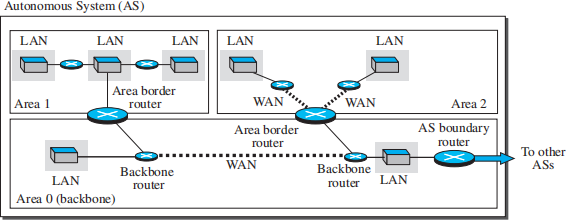 Autonomous System (AS)
LAN
LAN
LAN
LAN
LAN
Area border
router
WAN
WAN
Area 1
Area 2
Area border
router
AS boundary
router
To other
ASs
WAN
LAN
Backbone
router
Backbone
router
LAN
Area 0 (backbone)